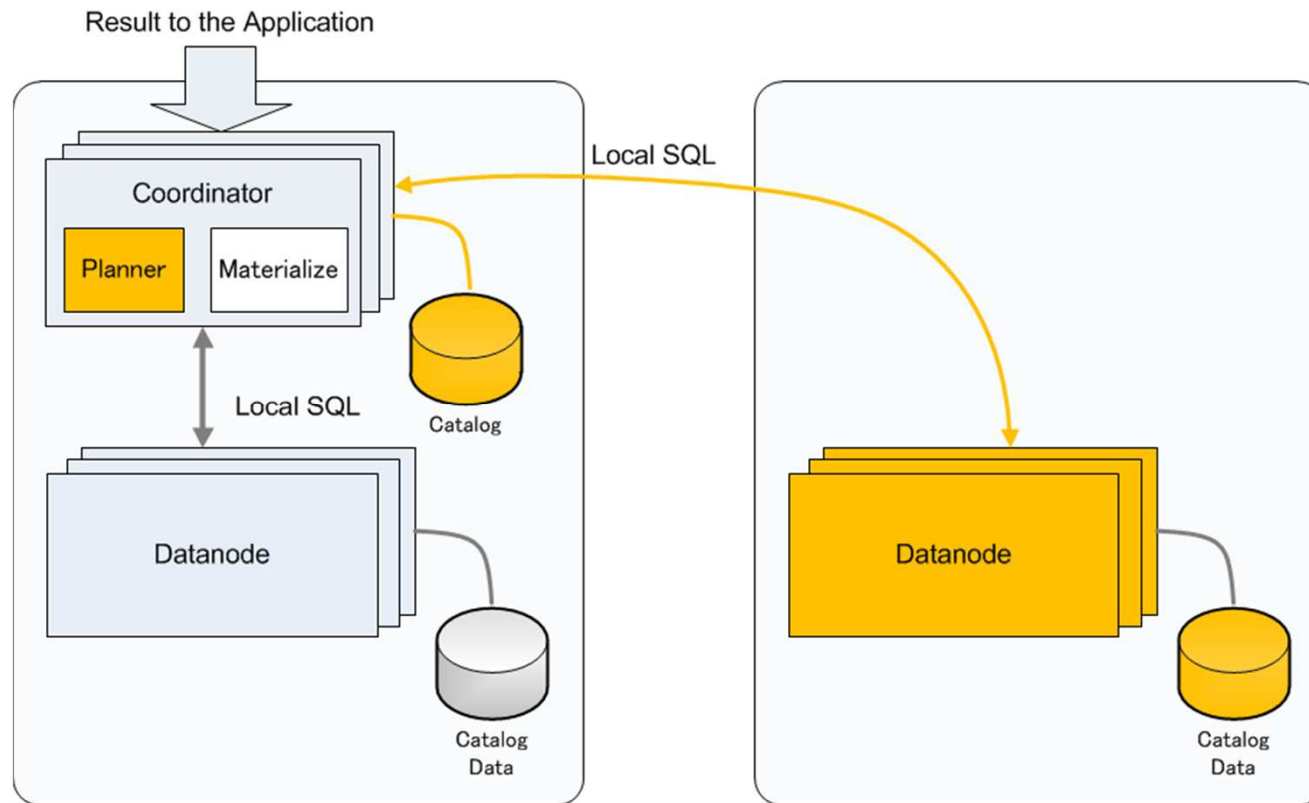 Result to the Application
Local SQL
Coordinator
Planner
Materialize
Local SQL
Catalog
Datanode
Datanode
Catalog
Data
Catalog
Data